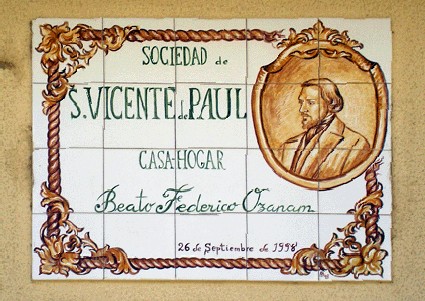 SOCIEDAD de
S. VICENTE de PAUL
CASA-HOGAR
Beato Federico Ozanam
26 de Septiembre de 1998